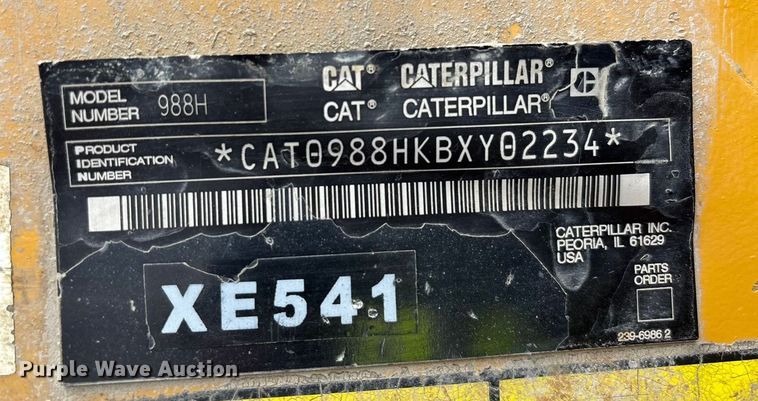 CAT® CATERPILLAR®
CAT® CATERPILLAR®
MODEL
NUMBER 988H
PRODUCT
IDENTIFICATION
NUMBER
*CAT0988HKBXY02234*
CATERPILLAR INC.
PEORIA, IL 61629
USA
XE541
PARTS
ORDER
239-6986 2
Purple Wave Auction